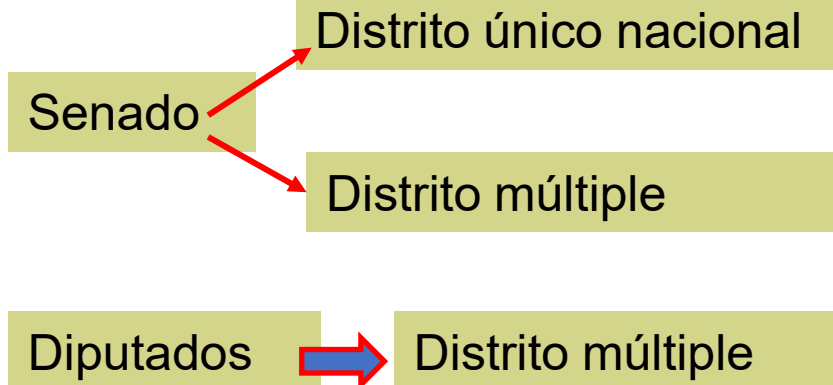 Distrito único nacional
Senado
Distrito múltiple
Diputados
Distrito múltiple